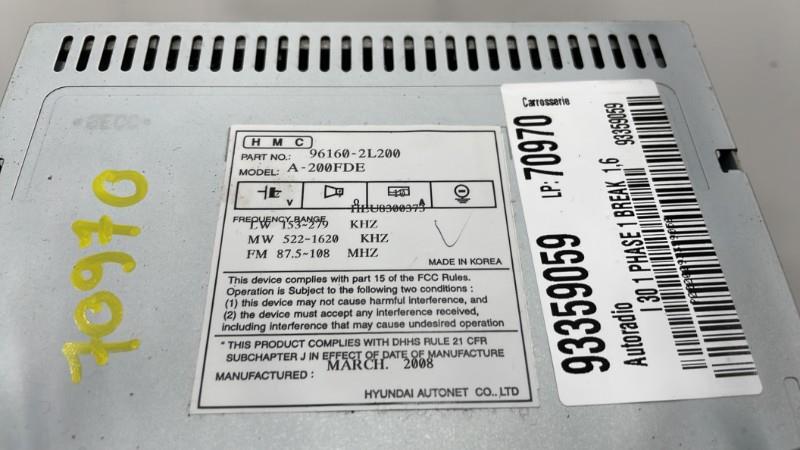 SECC
70970
HMC
PART NO.: 96160-2L200
MODEL: A-200FDE
V Ω A
HEU8300373
FREQUENCY RANGE
LW 153~279 KHZ
MW 522-1620 KHZ
FM 87.5~108 MHZ
MADE IN KOREA
This device complies with part 15 of the FCC Rules.
Operation is Subject to the following two conditions :
(1) this device may not cause harmful interference, and
(2) the device must accept any interference received,
including interference that may cause undesired operation
* THIS PRODUCT COMPLIES WITH DHHS RULE 21 CFR
SUBCHAPTER J IN EFFECT OF DATE OF MANUFACTURE
MANUFACTURED : MARCH. 2008
HYUNDAI AUTONET CO., LTD
Carrosserie
93359059 LP: 70970
Autoradio
I 30 1 PHASE 1 BREAK 1,6
93359059